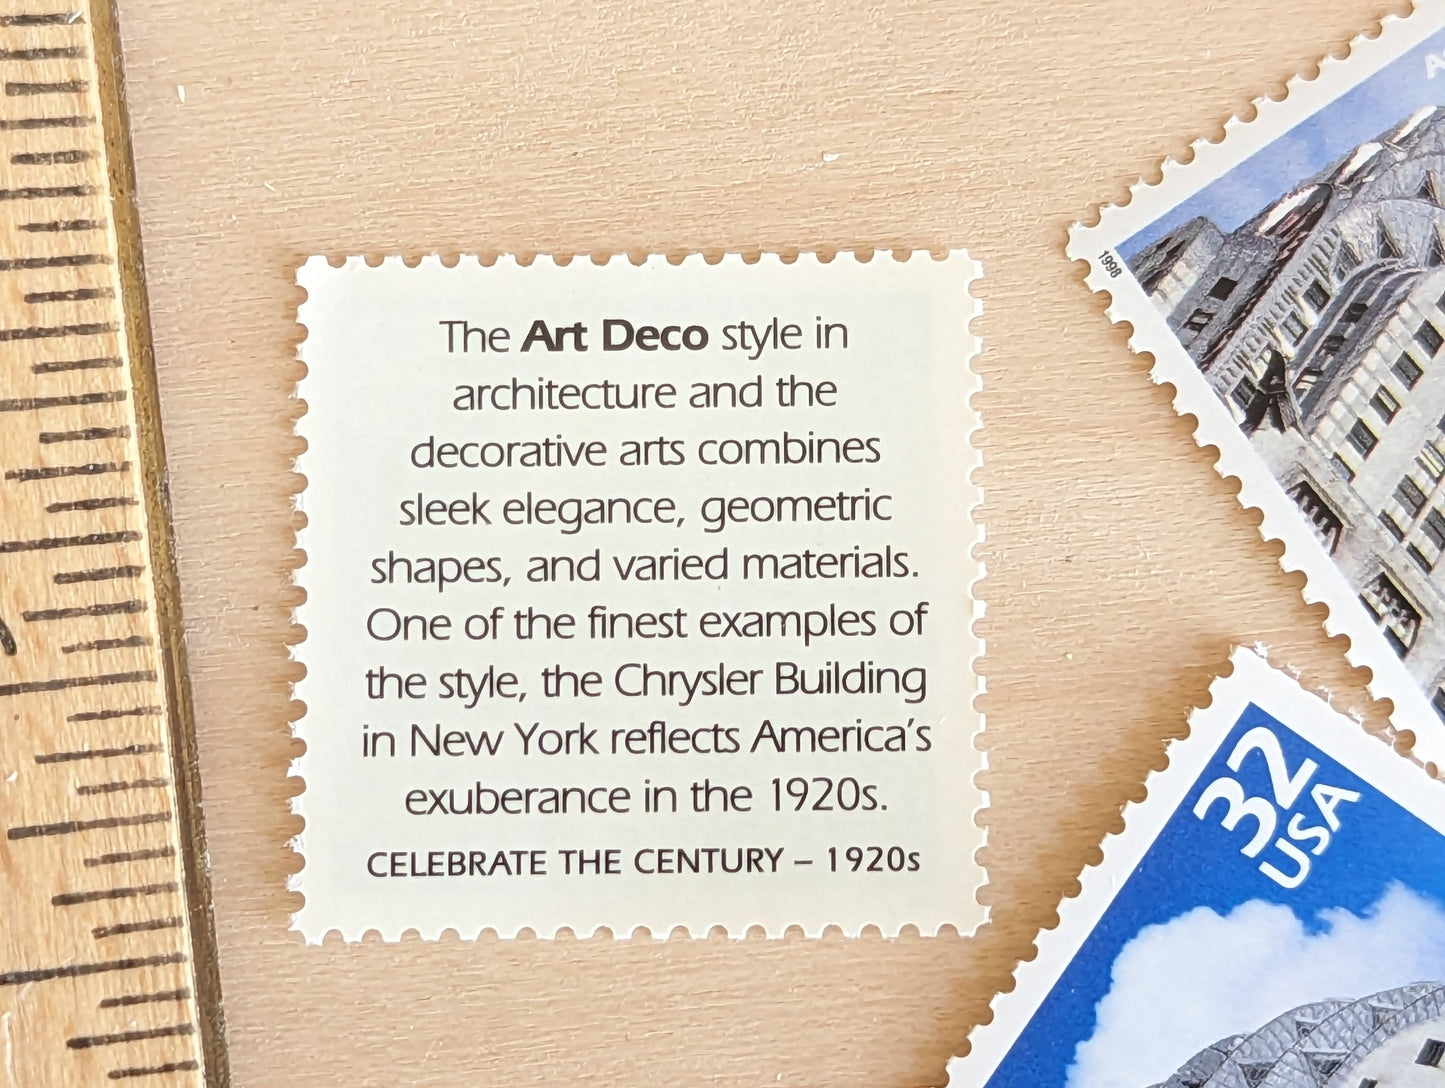 The Art Deco style in
architecture and the
decorative arts combines
sleek elegance, geometric
shapes, and varied materials.
One of the finest examples of
the style, the Chrysler Building
in New York reflects America's
exuberance in the 1920s.
CELEBRATE THE CENTURY – 1920s
1998
32
USA